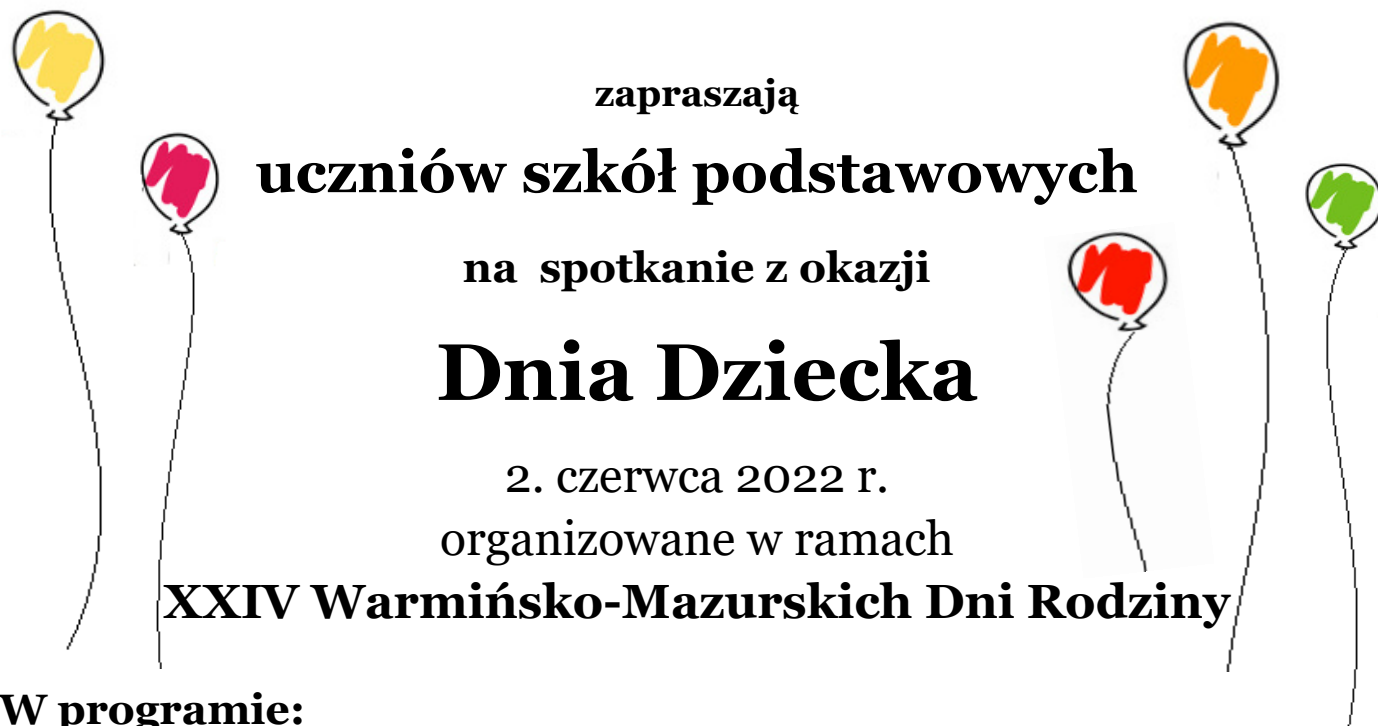 zapraszają
uczniów szkół podstawowych
na spotkanie z okazji
Dnia Dziecka
2. czerwca 2022 r.
organizowane w ramach
XXIV Warmińsko-Mazurskich Dni Rodziny
W programie: